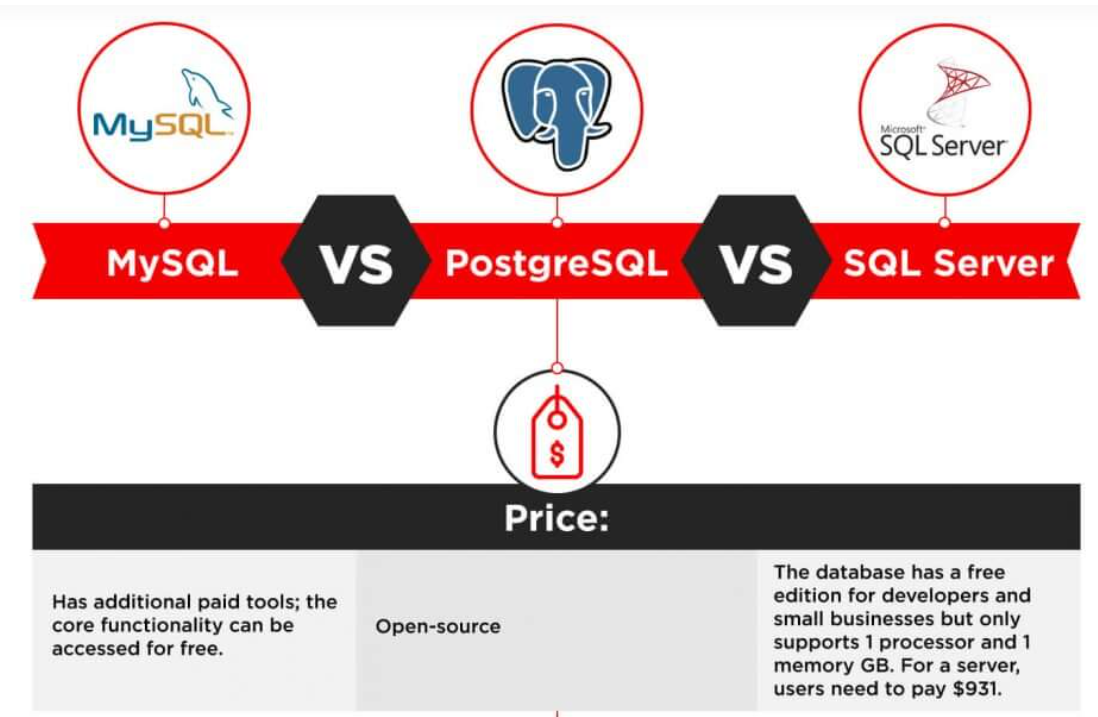 MySQL
Microsoft
SQL Server
MySQL
VS
PostgreSQL
VS
SQL Server
$
Price:
Has additional paid tools; the
core functionality can be
accessed for free.
Open-source
The database has a free
edition for developers and
small businesses but only
supports 1 processor and 1
memory GB. For a server,
users need to pay $931.